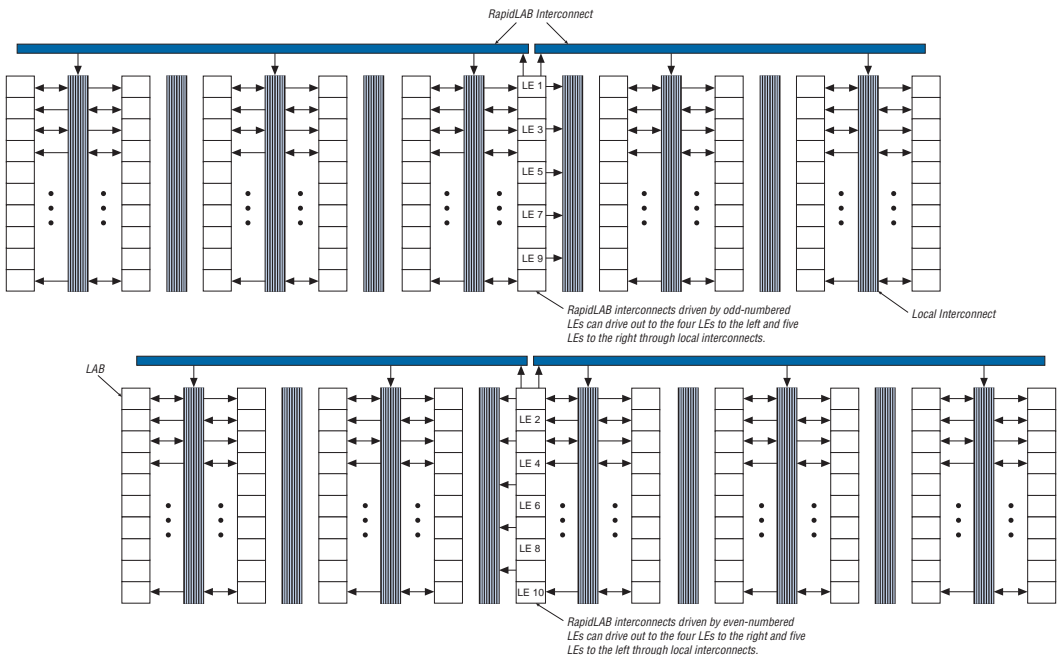 RapidLAB Interconnect
LE 1
LE 3
LE 5
LE 7
LE 9
RapidLAB interconnects driven by odd-numbered
LEs can drive out to the four LEs to the left and five
LEs to the right through local interconnects.
Local Interconnect
LAB
LE 2
LE 4
LE 6
LE 8
LE 10
RapidLAB interconnects driven by even-numbered
LEs can drive out to the four LEs to the right and five
LEs to the left through local interconnects.